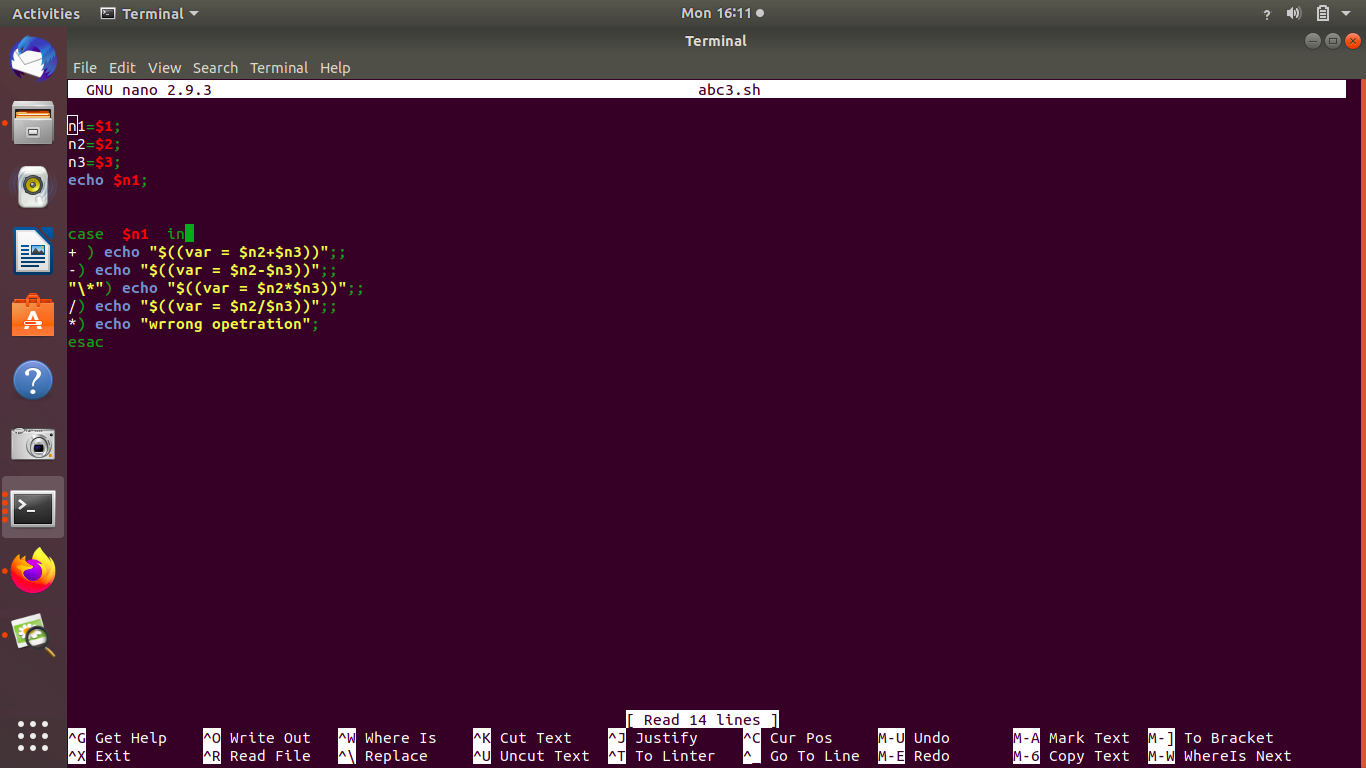 Activities Terminal Mon 16:11 ?
Terminal
File Edit View Search Terminal Help
GNU nano 2.9.3 abc3.sh
n1=$1;
n2=$2;
n3=$3;
echo $n1;
case  $n1  in
+ ) echo "$((var = $n2+$n3))";;
-) echo "$((var = $n2-$n3))";;
"\*") echo "$((var = $n2*$n3))";;
/) echo "$((var = $n2/$n3))";;
*) echo "wrrong opetration";
esac
[ Read 14 lines ]
^G Get Help ^O Write Out ^W Where Is ^K Cut Text ^J Justify ^C Cur Pos M-U Undo M-A Mark Text M-] To Bracket
^X Exit ^R Read File ^\ Replace ^U Uncut Text ^T To Linter ^_ Go To Line M-E Redo M-6 Copy Text M-W WhereIs Next